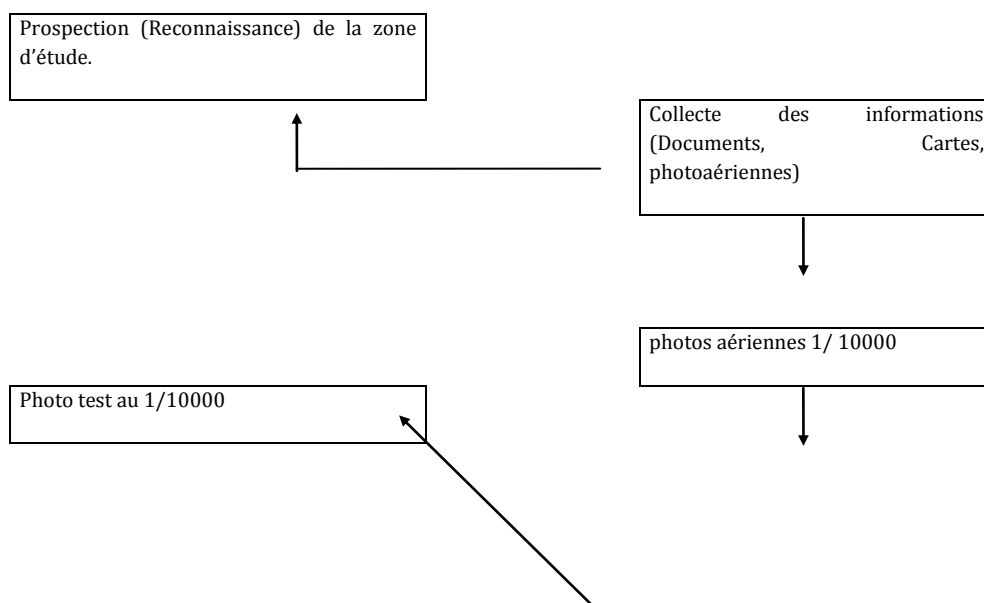 Prospection (Reconnaissance) de la zone
d'étude.
Collecte des informations
(Documents, Cartes,
photoaériennes)
photos aériennes 1/ 10000
Photo test au 1/10000